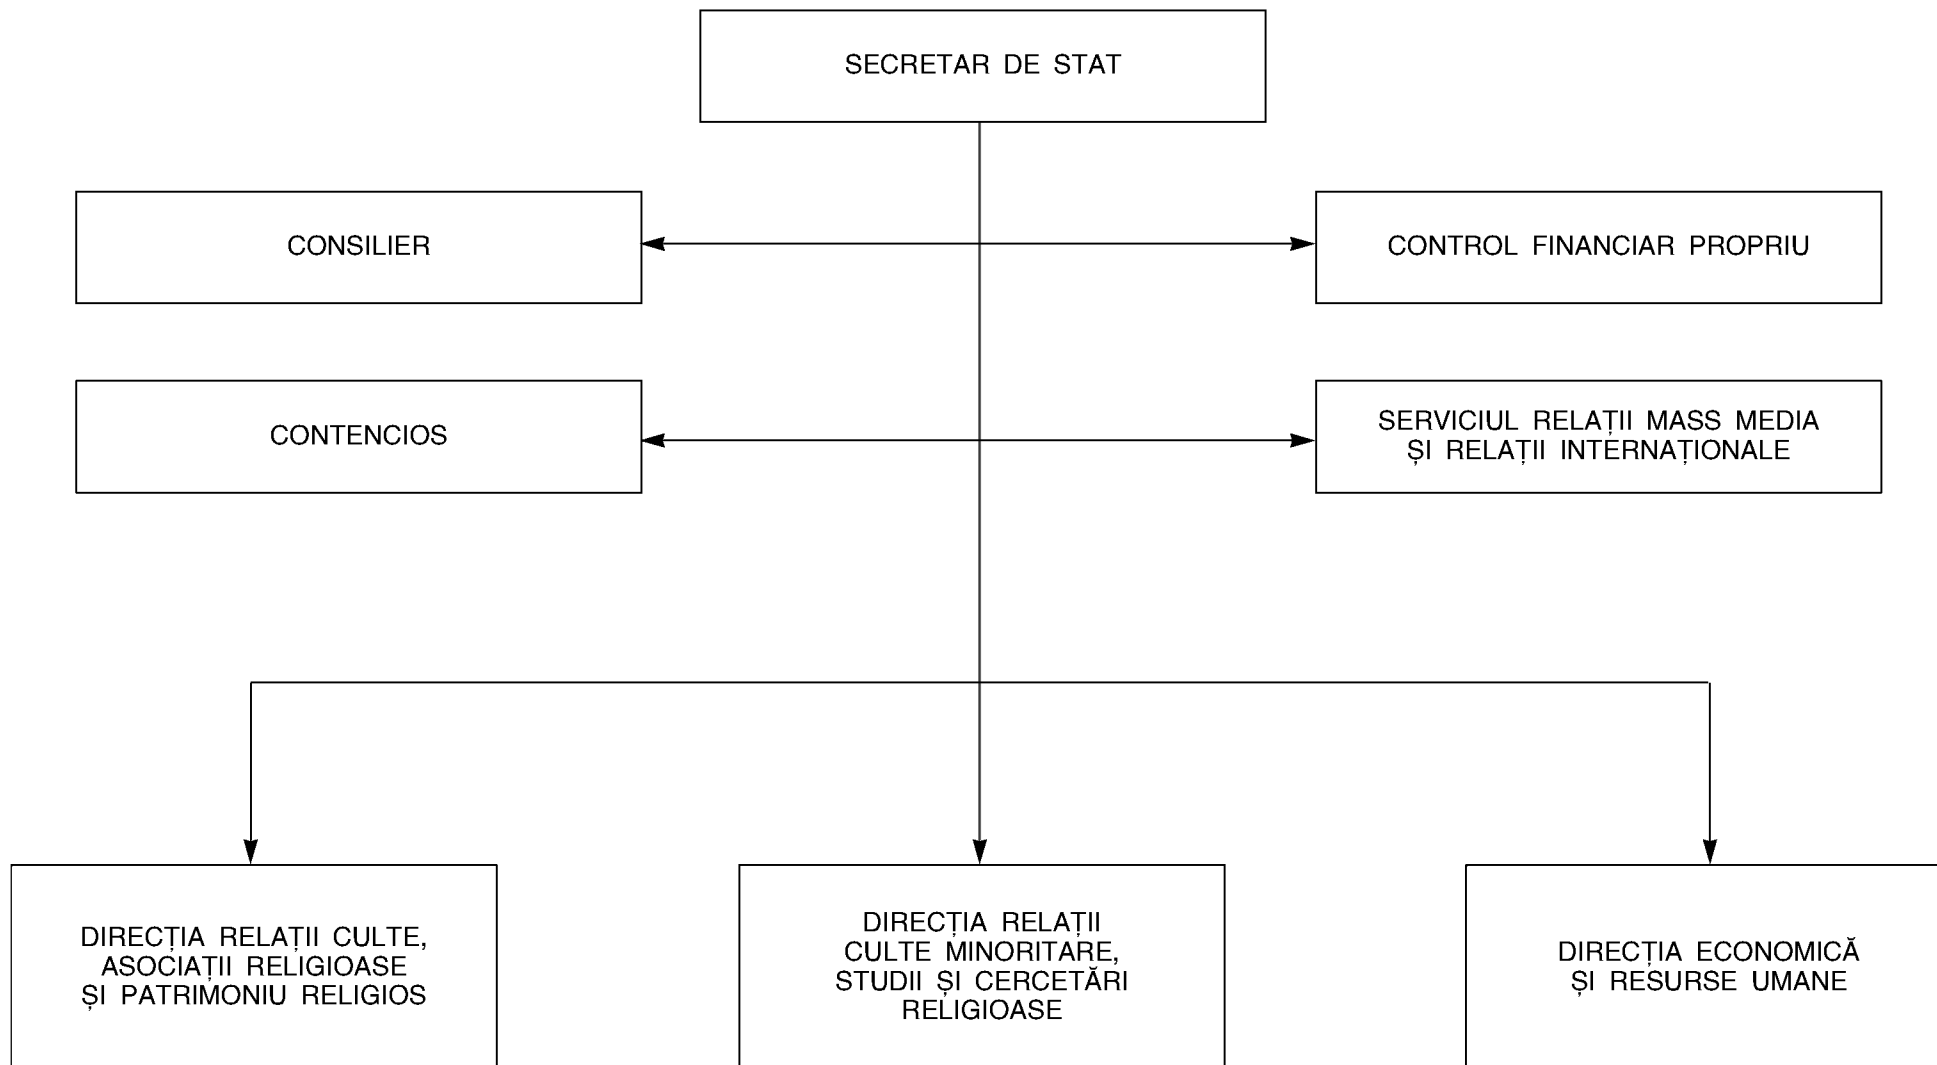 SECRETAR DE STAT
CONSILIER
CONTROL FINANCIAR PROPRIU
CONTENCIOS
SERVICIUL RELAȚII MASS MEDIA
ȘI RELAȚII INTERNAȚIONALE
DIRECȚIA RELAȚII CULTE,
ASOCIAȚII RELIGIOASE
ȘI PATRIMONIU RELIGIOS
DIRECȚIA RELAȚII
CULTE MINORITARE,
STUDII ȘI CERCETĂRI
RELIGIOASE
DIRECȚIA ECONOMICĂ
ȘI RESURSE UMANE